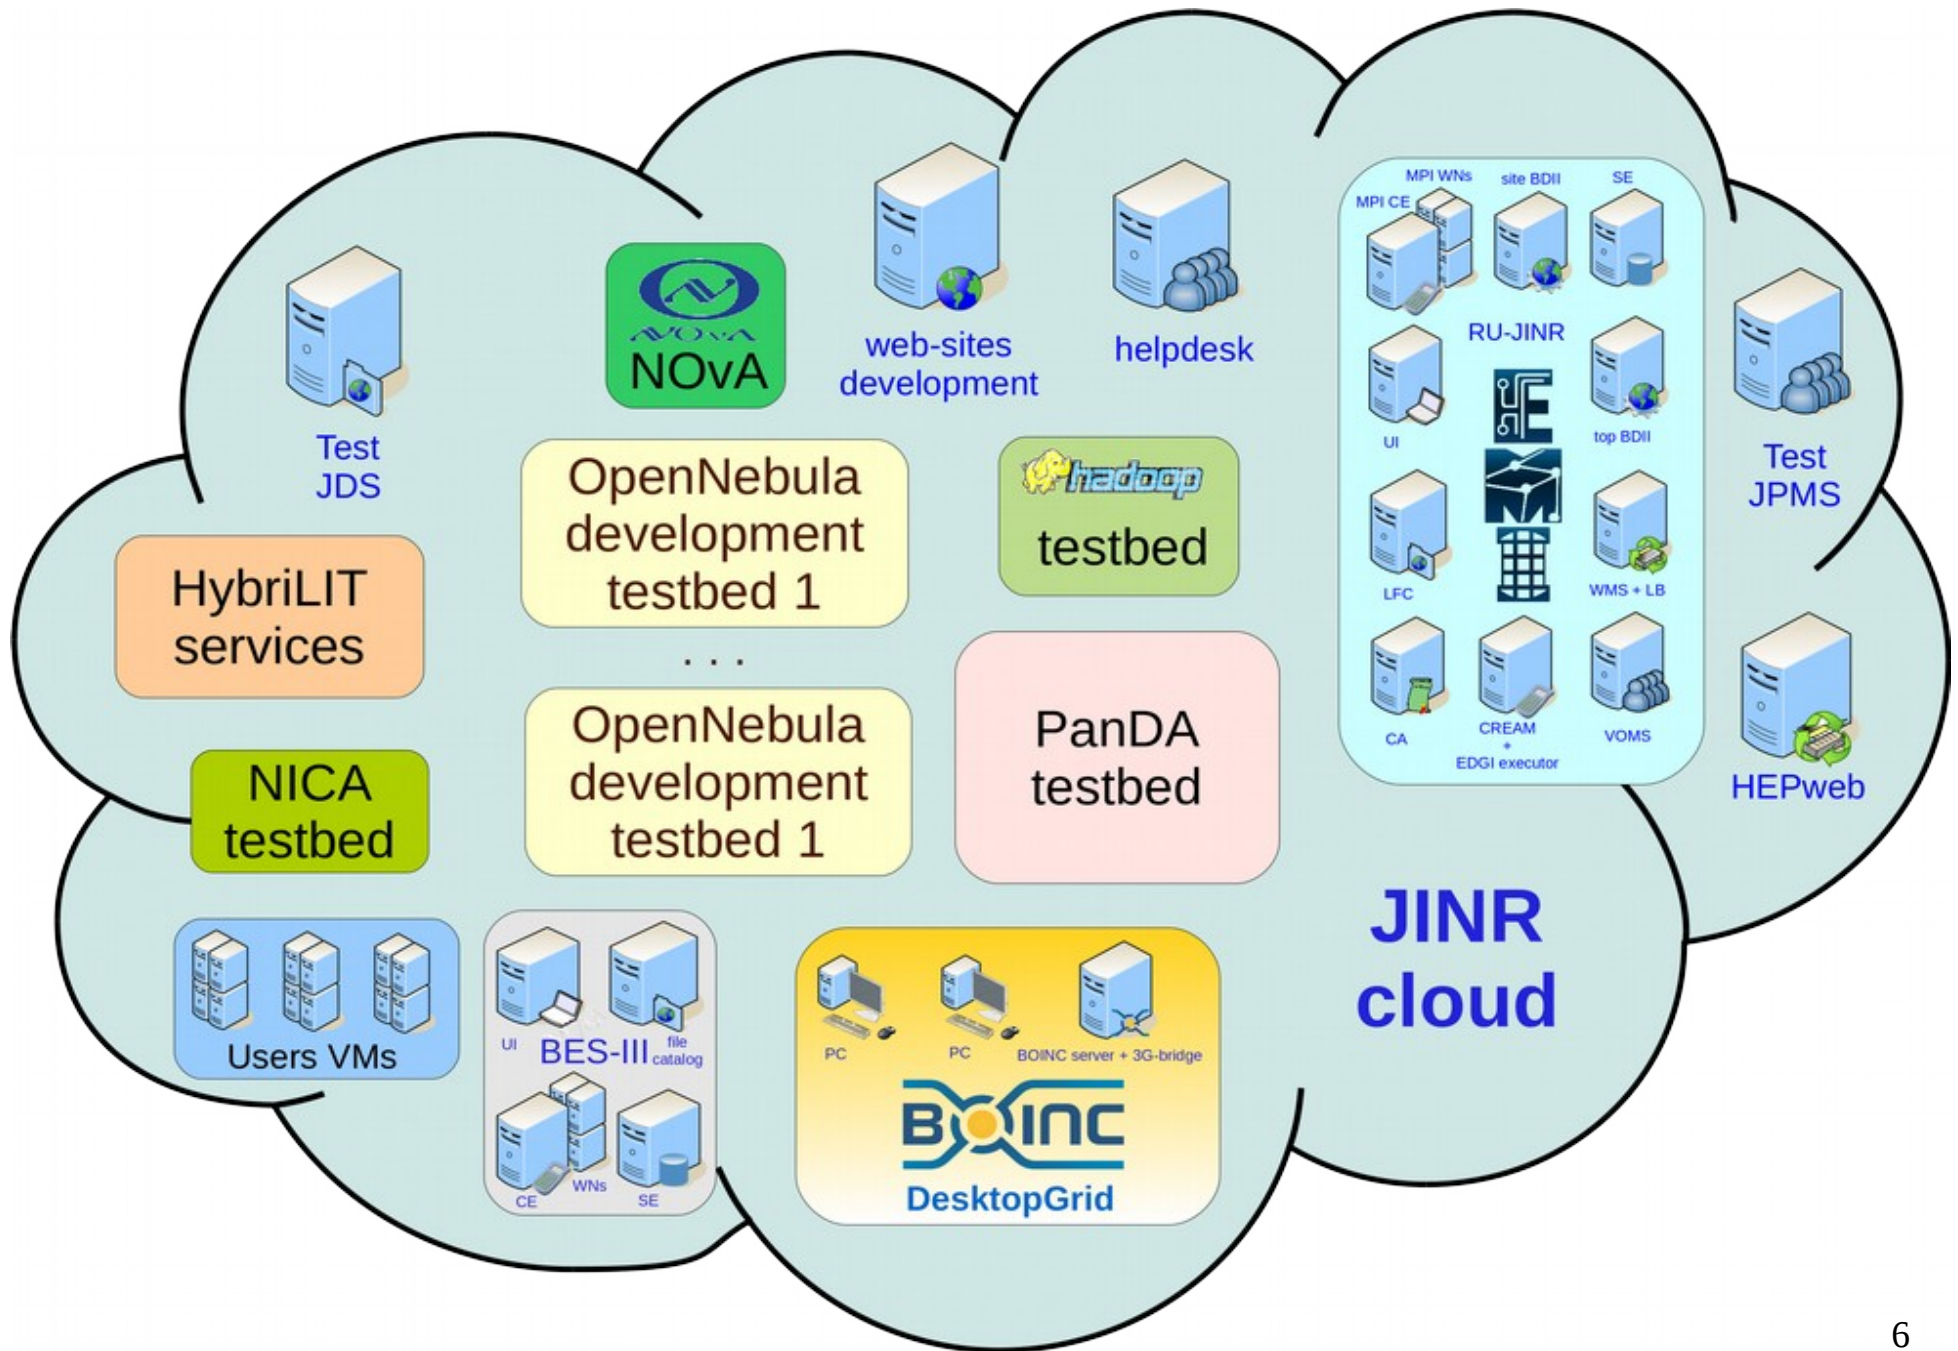 MPI WNs
site BDII
SE
MPI CE
RU-JINR
UI
top BDII
LFC
WMS + LB
CA
CREAM
+
EDGI executor
VOMS
NOvA
NOvA
web-sites
development
helpdesk
Test
JDS
Test
JPMS
OpenNebula
development
testbed 1
hadoop
testbed
HybriLIT
services
. . .
OpenNebula
development
testbed 1
PanDA
testbed
NICA
testbed
HEPweb
JINR
cloud
Users VMs
UI
BES-III
file
catalog
CE
WNs
SE
PC
PC
BOINC server + 3G-bridge
BOINC
DesktopGrid
6